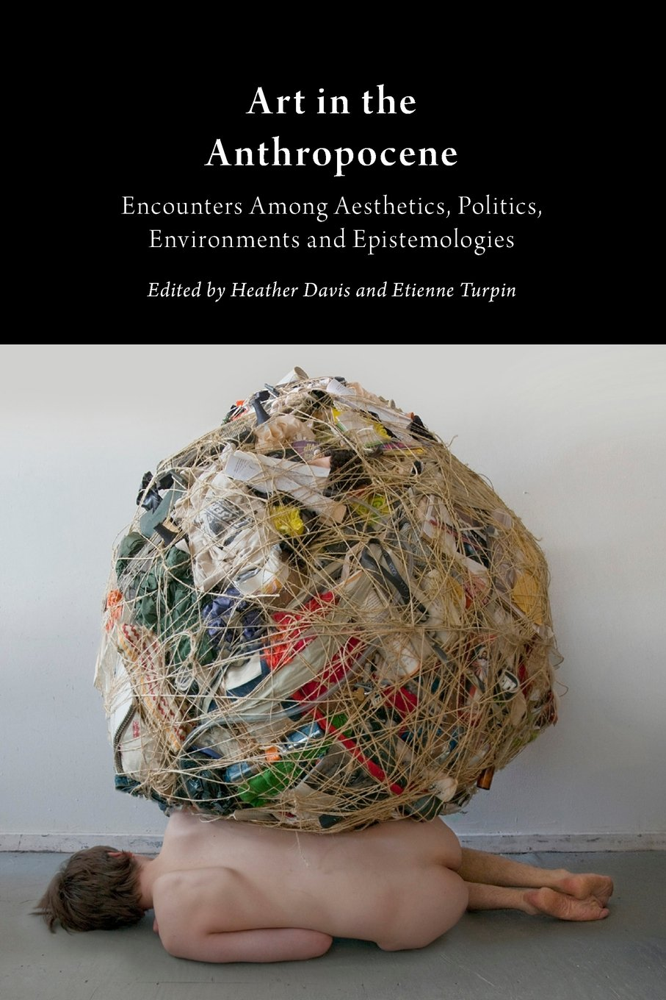 Art in the
Anthropocene
Encounters Among Aesthetics, Politics,
Environments and Epistemologies
Edited by Heather Davis and Etienne Turpin